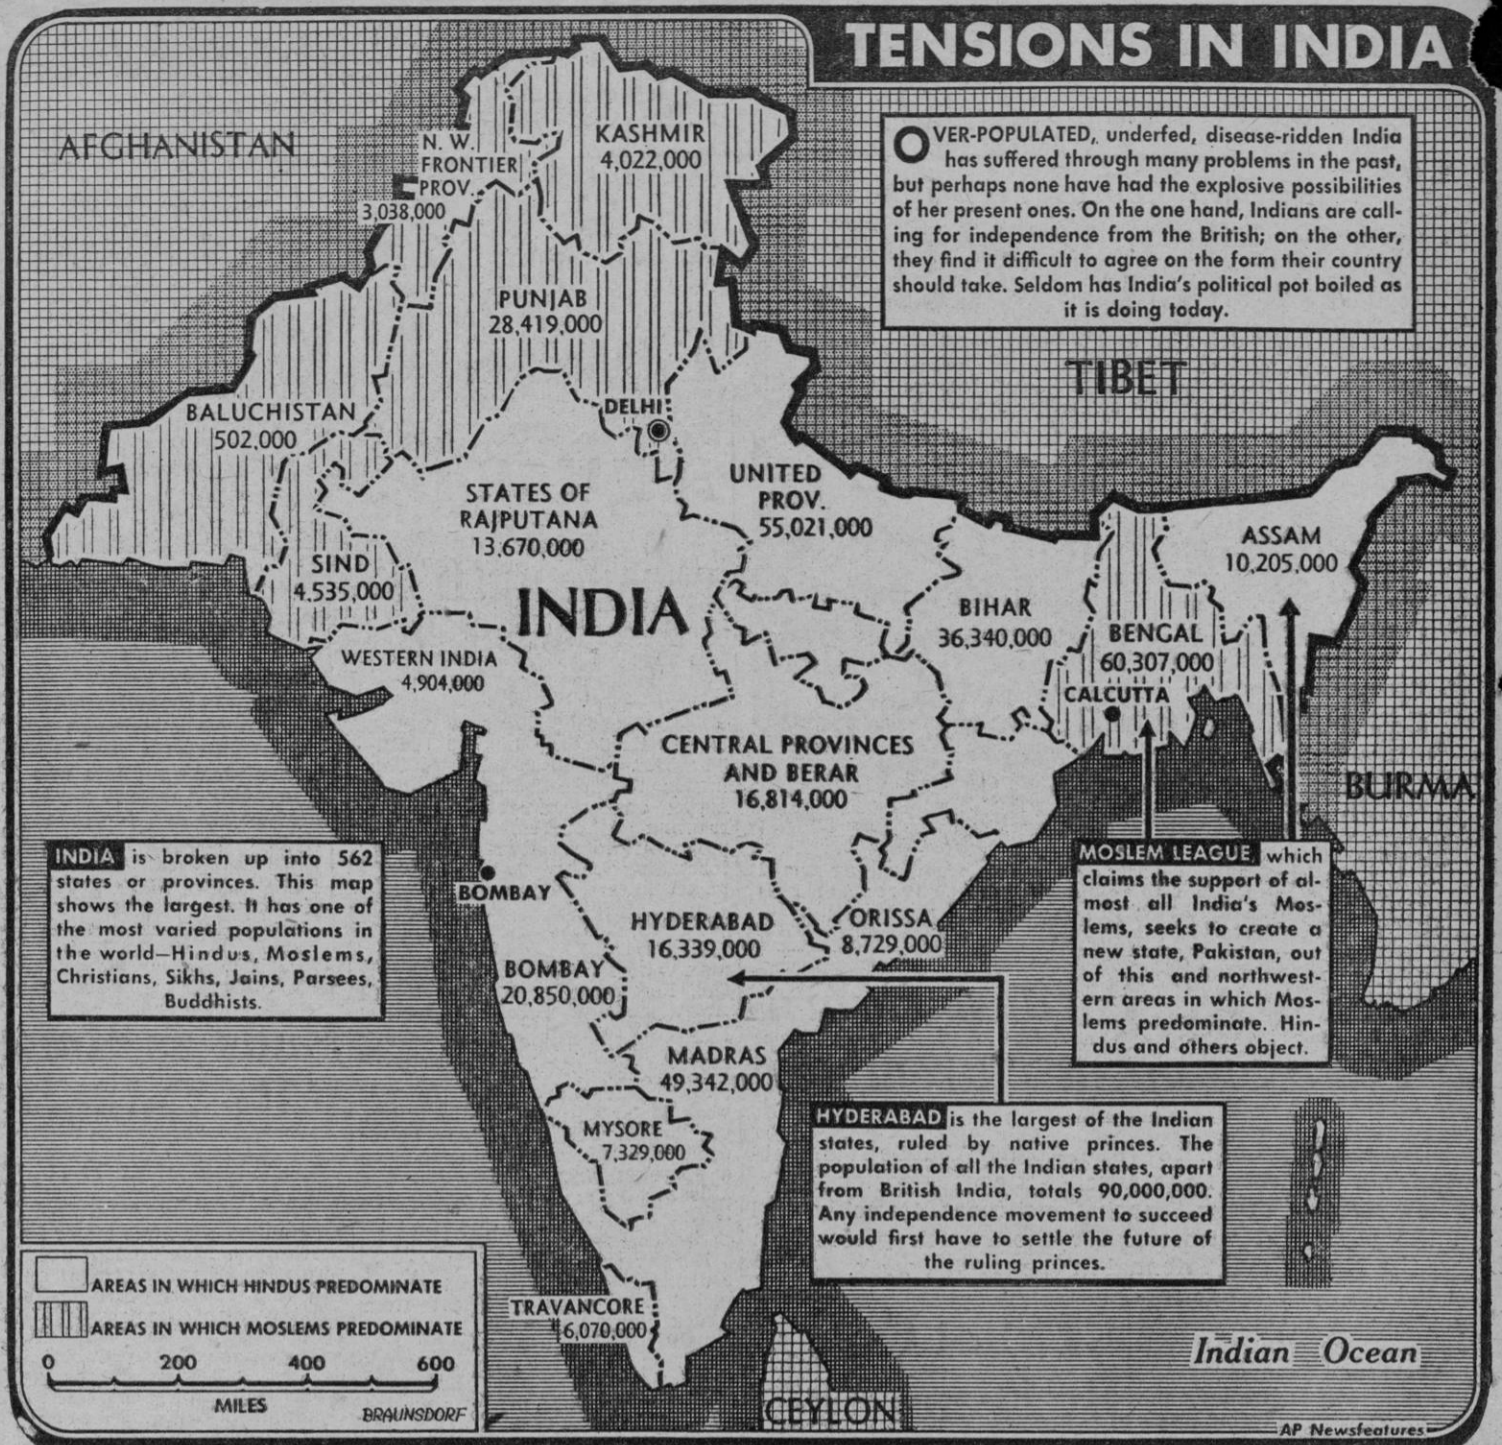 TENSIONS IN INDIA
OVER-POPULATED, underfed, disease-ridden India
has suffered through many problems in the past,
but perhaps none have had the explosive possibilities
of her present ones. On the one hand, Indians are call-
ing for independence from the British; on the other,
they find it difficult to agree on the form their country
should take. Seldom has India's political pot boiled as
it is doing today.
AFGHANISTAN
N. W.
FRONTIER
PROV.
3,038,000
KASHMIR
4,022,000
PUNJAB
28,419,000
TIBET
BALUCHISTAN
502,000
DELHI
STATES OF
RAJPUTANA
13,670,000
UNITED
PROV.
55,021,000
ASSAM
10,205,000
SIND
4,535,000
INDIA
BIHAR
36,340,000
BENGAL
60,307,000
CALCUTTA
WESTERN INDIA
4,904,000
CENTRAL PROVINCES
AND BERAR
16,814,000
BURMA
INDIA is broken up into 562
states or provinces. This map
shows the largest. It has one of
the most varied populations in
the world—Hindus, Moslems,
Christians, Sikhs, Jains, Parsees,
Buddhists.
BOMBAY
HYDERABAD
16,339,000
ORISSA
8,729,000
BOMBAY
20,850,000
MOSLEM LEAGUE which
claims the support of al-
most all India's Mos-
lems, seeks to create a
new state, Pakistan, out
of this and northwest-
ern areas in which Mos-
lems predominate. Hin-
dus and others object.
MADRAS
49,342,000
MYSORE
7,329,000
HYDERABAD is the largest of the Indian
states, ruled by native princes. The
population of all the Indian states, apart
from British India, totals 90,000,000.
Any independence movement to succeed
would first have to settle the future of
the ruling princes.
TRAVANCORE
6,070,000
CEYLON
Indian Ocean
AREAS IN WHICH HINDUS PREDOMINATE
AREAS IN WHICH MOSLEMS PREDOMINATE
0 200 400 600
MILES
BRAUNSDORF
AP Newsfeatures